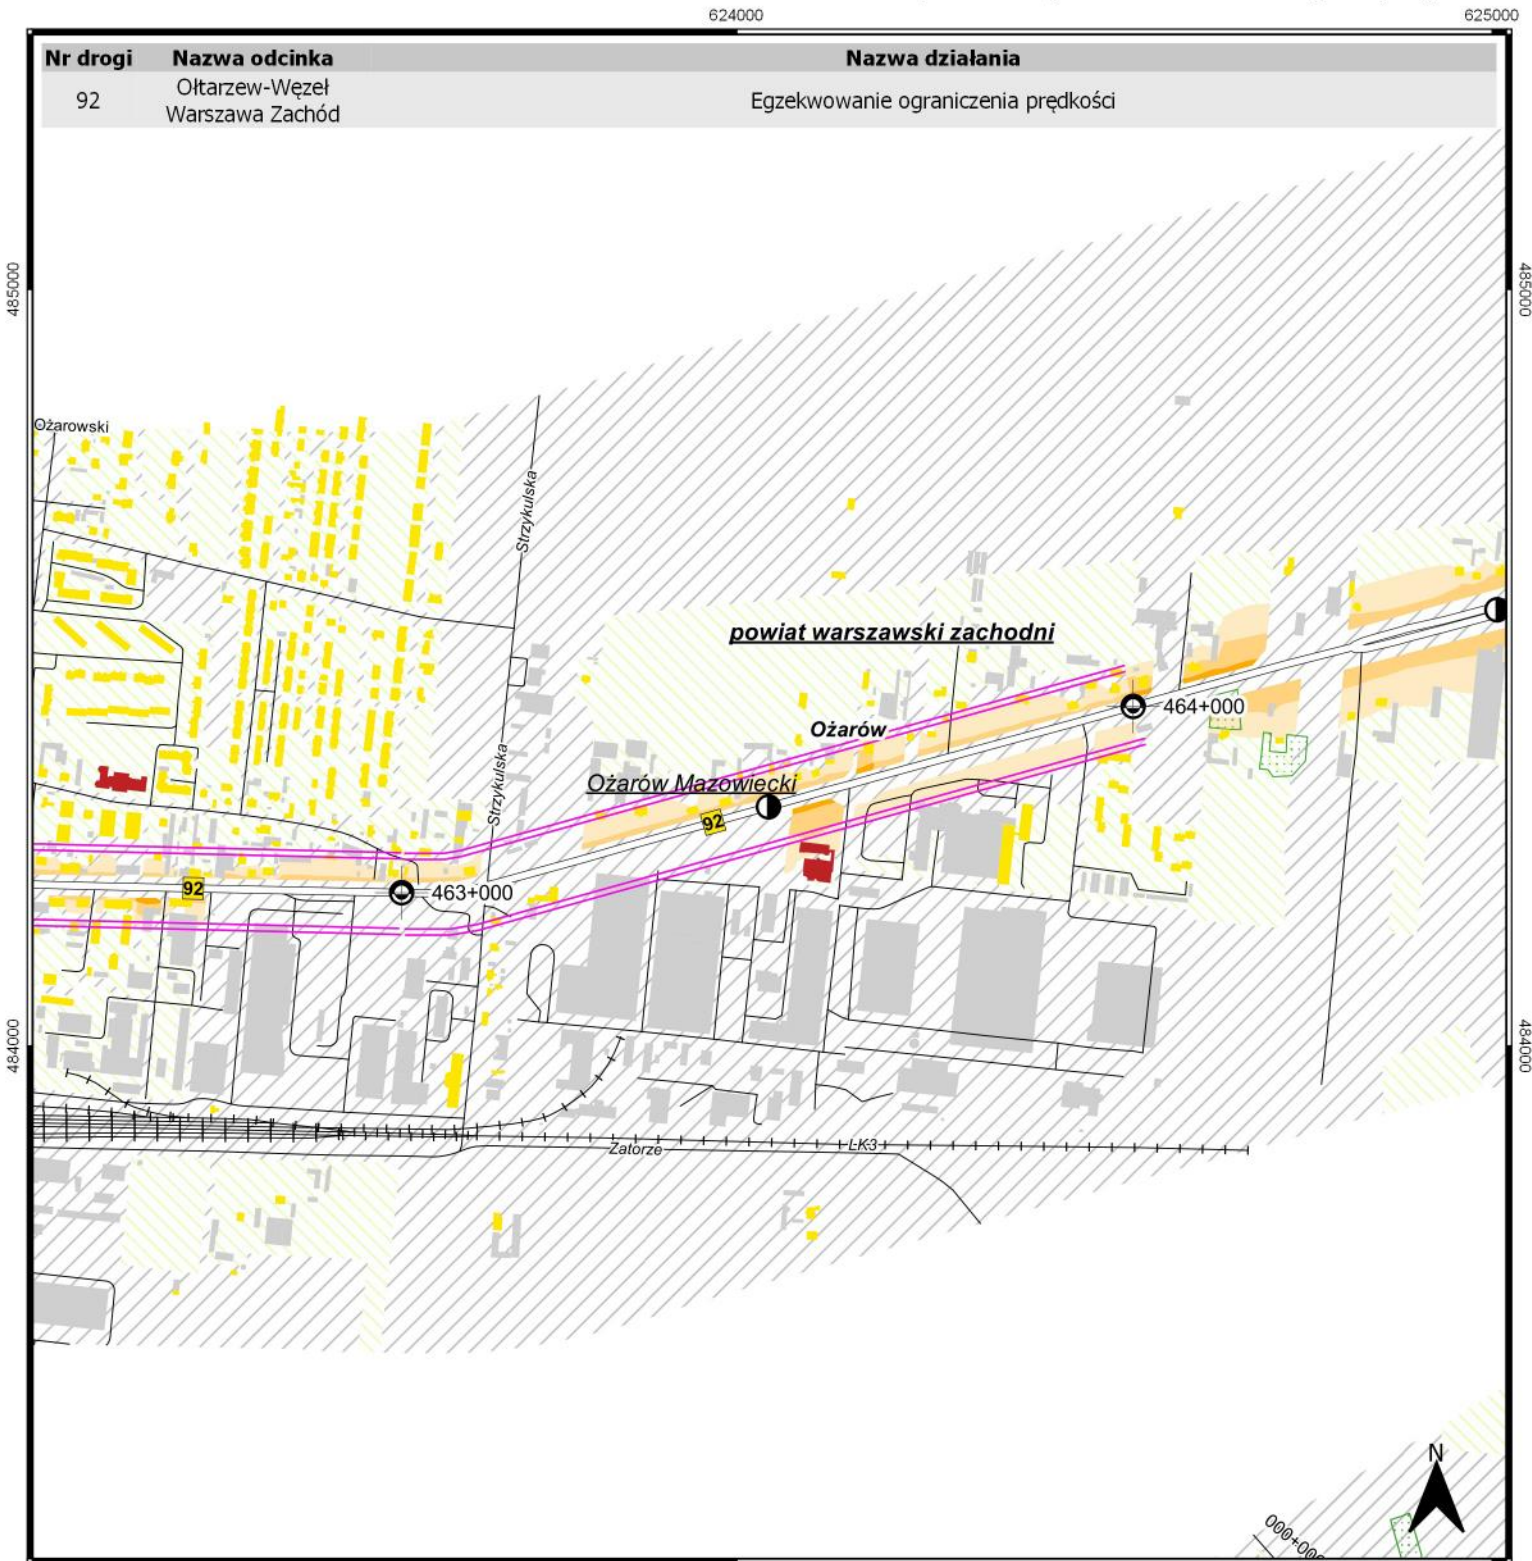 624000
625000
Nr drogi Nazwa odcinka Nazwa działania
92
Ołtarzew-Węzeł
Warszawa Zachód
Egzekwowanie ograniczenia prędkości
485000
485000
Ożarowski
Strzykulska
powiat warszawski zachodni
464+000
Ożarów
Strzykulska
Ożarów Mazowiecki
92
92
463+000
484000
484000
Zatorze
LK3
N